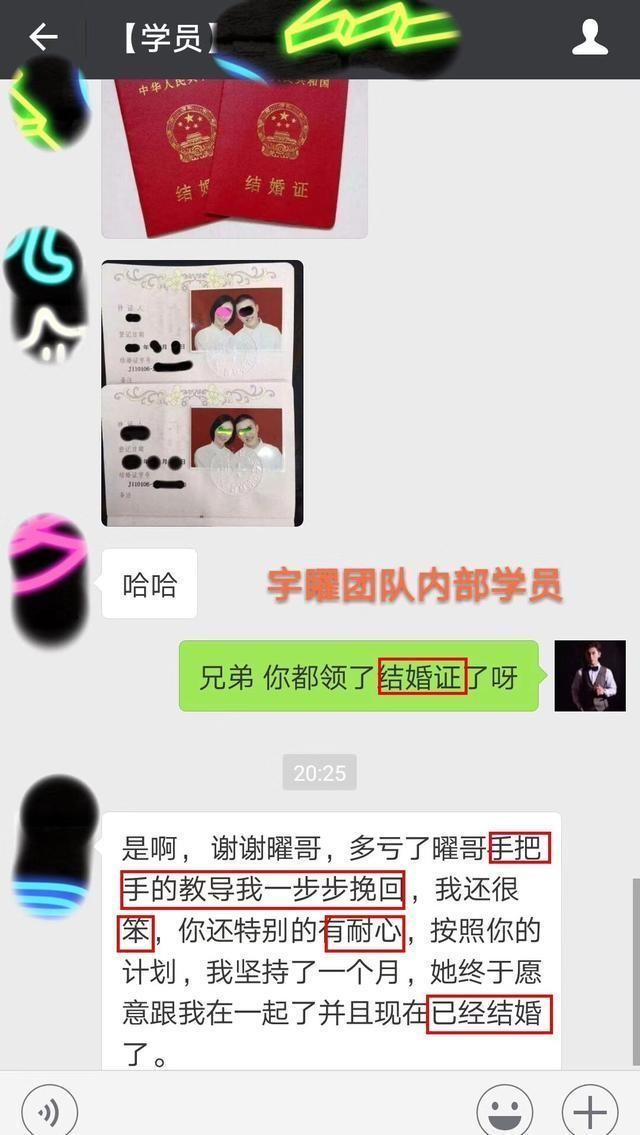 【学员】
中华人民共
共和国
结婚
结婚证
持证人
登记日期
年 月 日
结婚证字号
J110106-
备注
持证人
登记日期
日
结婚证字号
J110106-
备注
哈哈
宇曜团队内部学员
兄弟 你都领了结婚证了呀
20:25
是啊，谢谢曜哥，多亏了曜哥手把
手的教导我一步步挽回，我还很
笨，你还特别的有耐心，按照你的
计划，我坚持了一个月，她终于愿
意跟我在一起了并且现在已经结婚
了。